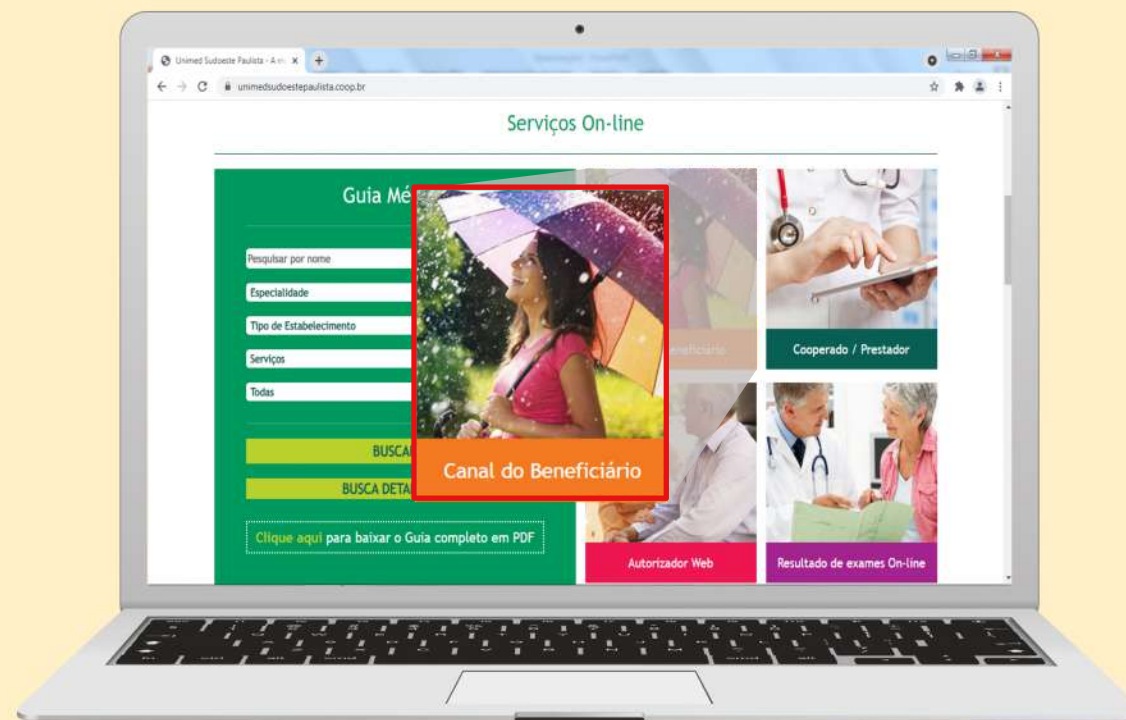 Unimed Sudoeste Paulista - A m
unimedsudoestepaulista.coop.br
Serviços On-line
Guia Mé
Pesquisar por nome
Especialidade
Tipo de Estabelecimento
Serviços
Todas
BUSCA
BUSCA DETA
Clique aqui para baixar o Guia completo em PDF
Canal do Beneficiário
Beneficiário
Cooperado / Prestador
Autorizador Web
Resultado de exames On-line